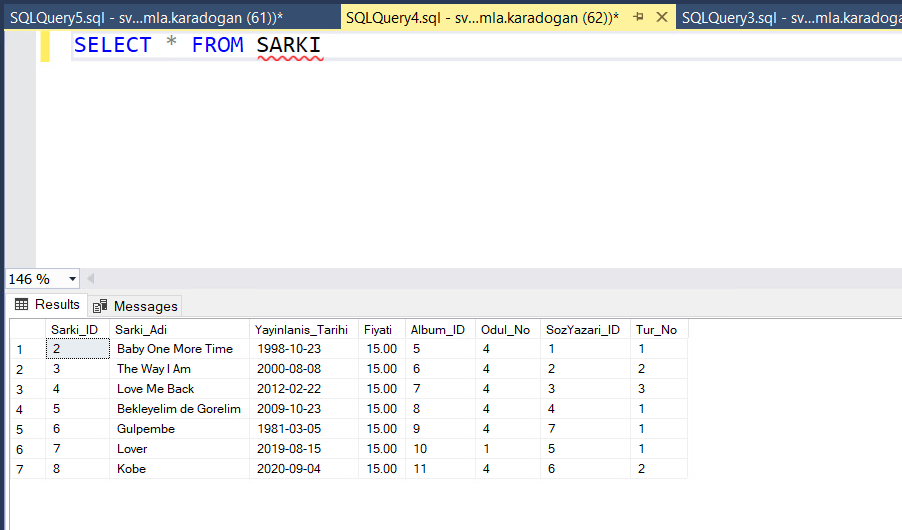 SQLQuery5.sql - sv...mla.karadogan (61))* SQLQuery4.sql - sv...mla.karadogan (62))* SQLQuery3.sql - sv...mla.karadoga
SELECT * FROM SARKI
146 %
Results Messages
Sarki_ID Sarki_Adi Yayinlanis_Tarihi Fiyati Album_ID Odul_No SozYazari_ID Tur_No
1 2 Baby One More Time 1998-10-23 15.00 5 4 1 1
2 3 The Way I Am 2000-08-08 15.00 6 4 2 2
3 4 Love Me Back 2012-02-22 15.00 7 4 3 3
4 5 Bekleyelim de Gorelim 2009-10-23 15.00 8 4 4 1
5 6 Gulpembe 1981-03-05 15.00 9 4 7 1
6 7 Lover 2019-08-15 15.00 10 1 5 1
7 8 Kobe 2020-09-04 15.00 11 4 6 2